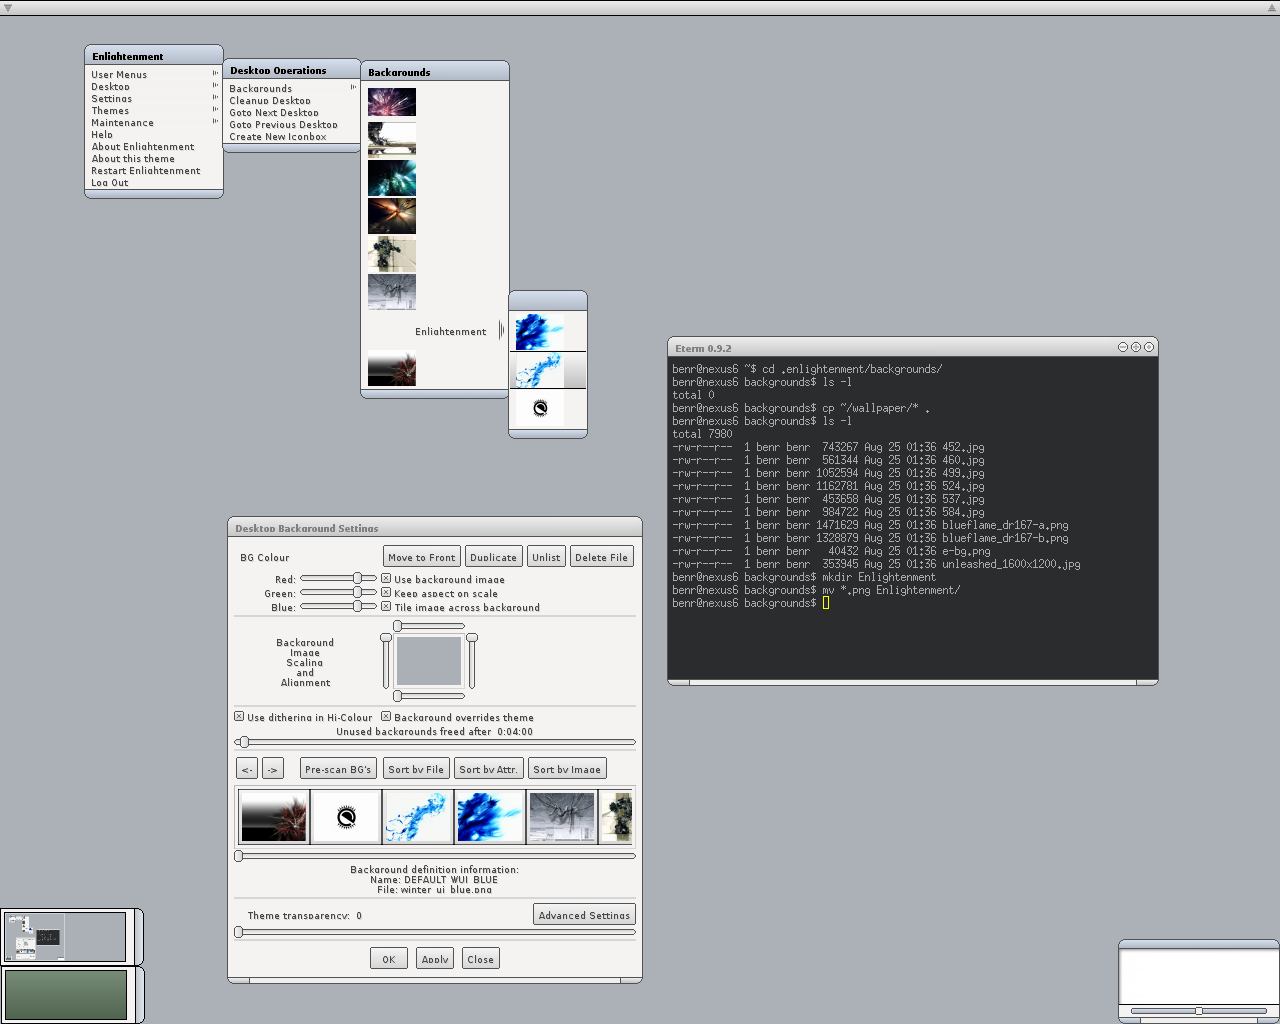 Enlightenment
User Menus
Desktop
Settings
Themes
Maintenance
Help
About Enlightenment
About this theme
Restart Enlightenment
Log Out
Desktop Operations
Backgrounds
Cleanup Desktop
Goto Next Desktop
Goto Previous Desktop
Create New Iconbox
Backgrounds
Enlightenment
Eterm 0.9.2
benr@nexus6 ~$ cd .enlightenment/backgrounds/
benr@nexus6 backgrounds$ ls -l
total 0
benr@nexus6 backgrounds$ cp ~/wallpaper/* .
benr@nexus6 backgrounds$ ls -l
total 7980
-rw-r--r--  1 benr benr   743267 Aug 25 01:36 452.jpg
-rw-r--r--  1 benr benr   561344 Aug 25 01:36 460.jpg
-rw-r--r--  1 benr benr  1052594 Aug 25 01:36 499.jpg
-rw-r--r--  1 benr benr  1162781 Aug 25 01:36 524.jpg
-rw-r--r--  1 benr benr   453658 Aug 25 01:36 537.jpg
-rw-r--r--  1 benr benr   984722 Aug 25 01:36 584.jpg
-rw-r--r--  1 benr benr  1471629 Aug 25 01:36 blueflame_dr167-a.png
-rw-r--r--  1 benr benr  1328879 Aug 25 01:36 blueflame_dr167-b.png
-rw-r--r--  1 benr benr    40432 Aug 25 01:36 e-bg.png
-rw-r--r--  1 benr benr   353945 Aug 25 01:36 unleashed_1600x1200.jpg
benr@nexus6 backgrounds$ mkdir Enlightenment
benr@nexus6 backgrounds$ mv *.png Enlightenment/
benr@nexus6 backgrounds$
Desktop Background Settings
BG Colour Move to Front Duplicate Unlist Delete File
Red: Use background image
Green: Keep aspect on scale
Blue: Tile image across background
Background
Image
Scaling
and
Alignment
Use dithering in Hi-Colour Background overrides theme
Unused backgrounds freed after 0:04:00
<- -> Pre-scan BG's Sort by File Sort by Attr. Sort by Image
Background definition information:
Name: DEFAULT_WUI_BLUE
File: winter_ui_blue.png
Theme transparency: 0 Advanced Settings
OK Apply Close